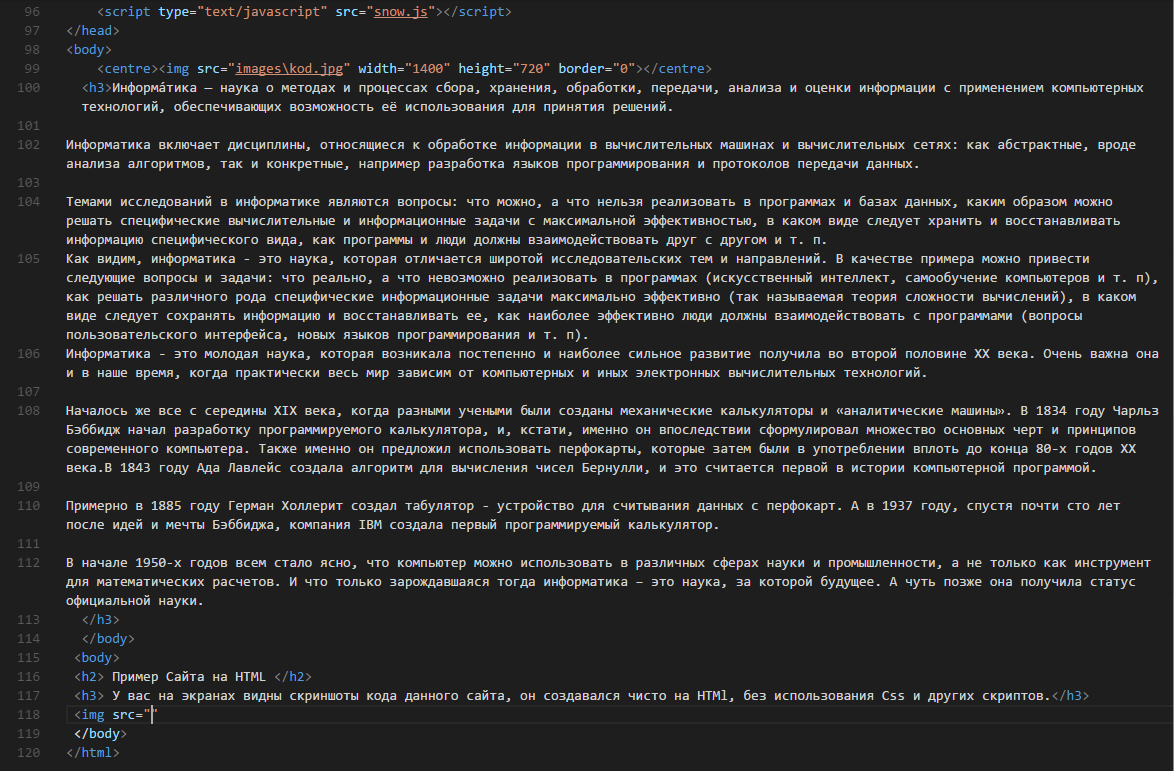 96 <script type="text/javascript" src="snow.js"></script>
97 </head>
98 <body>
99 <centre><img src="images\kod.jpg" width="1400" height="720" border="0"></centre>
100 <h3>Информа́тика — наука о методах и процессах сбора, хранения, обработки, передачи, анализа и оценки информации с применением компьютерных
технологий, обеспечивающих возможность её использования для принятия решений.
101
102 Информатика включает дисциплины, относящиеся к обработке информации в вычислительных машинах и вычислительных сетях: как абстрактные, вроде
анализа алгоритмов, так и конкретные, например разработка языков программирования и протоколов передачи данных.
103
104 Темами исследований в информатике являются вопросы: что можно, а что нельзя реализовать в программах и базах данных, каким образом можно
решать специфические вычислительные и информационные задачи с максимальной эффективностью, в каком виде следует хранить и восстанавливать
информацию специфического вида, как программы и люди должны взаимодействовать друг с другом и т. п.
105 Как видим, информатика - это наука, которая отличается широтой исследовательских тем и направлений. В качестве примера можно привести
следующие вопросы и задачи: что реально, а что невозможно реализовать в программах (искусственный интеллект, самообучение компьютеров и т. п),
как решать различного рода специфические информационные задачи максимально эффективно (так называемая теория сложности вычислений), в каком
виде следует сохранять информацию и восстанавливать ее, как наиболее эффективно люди должны взаимодействовать с программами (вопросы
пользовательского интерфейса, новых языков программирования и т. п).
106 Информатика - это молодая наука, которая возникала постепенно и наиболее сильное развитие получила во второй половине XX века. Очень важна она
и в наше время, когда практически весь мир зависим от компьютерных и иных электронных вычислительных технологий.
107
108 Началось же все с середины XIX века, когда разными учеными были созданы механические калькуляторы и «аналитические машины». В 1834 году Чарльз
Бэббидж начал разработку программируемого калькулятора, и, кстати, именно он впоследствии сформулировал множество основных черт и принципов
современного компьютера. Также именно он предложил использовать перфокарты, которые затем были в употреблении вплоть до конца 80-х годов XX
века.В 1843 году Ада Лавлейс создала алгоритм для вычисления чисел Бернулли, и это считается первой в истории компьютерной программой.
109
110 Примерно в 1885 году Герман Холлерит создал табулятор - устройство для считывания данных с перфокарт. А в 1937 году, спустя почти сто лет
после идей и мечты Бэббиджа, компания IBM создала первый программируемый калькулятор.
111
112 В начале 1950-х годов всем стало ясно, что компьютер можно использовать в различных сферах науки и промышленности, а не только как инструмент
для математических расчетов. И что только зарождавшаяся тогда информатика – это наука, за которой будущее. А чуть позже она получила статус
официальной науки.
113 </h3>
114 </body>
115 <body>
116 <h2> Пример Сайта на HTML </h2>
117 <h3> У вас на экранах видны скриншоты кода данного сайта, он создавался чисто на HTMl, без использования Css и других скриптов.</h3>
118 <img src=""
119 </body>
120 </html>